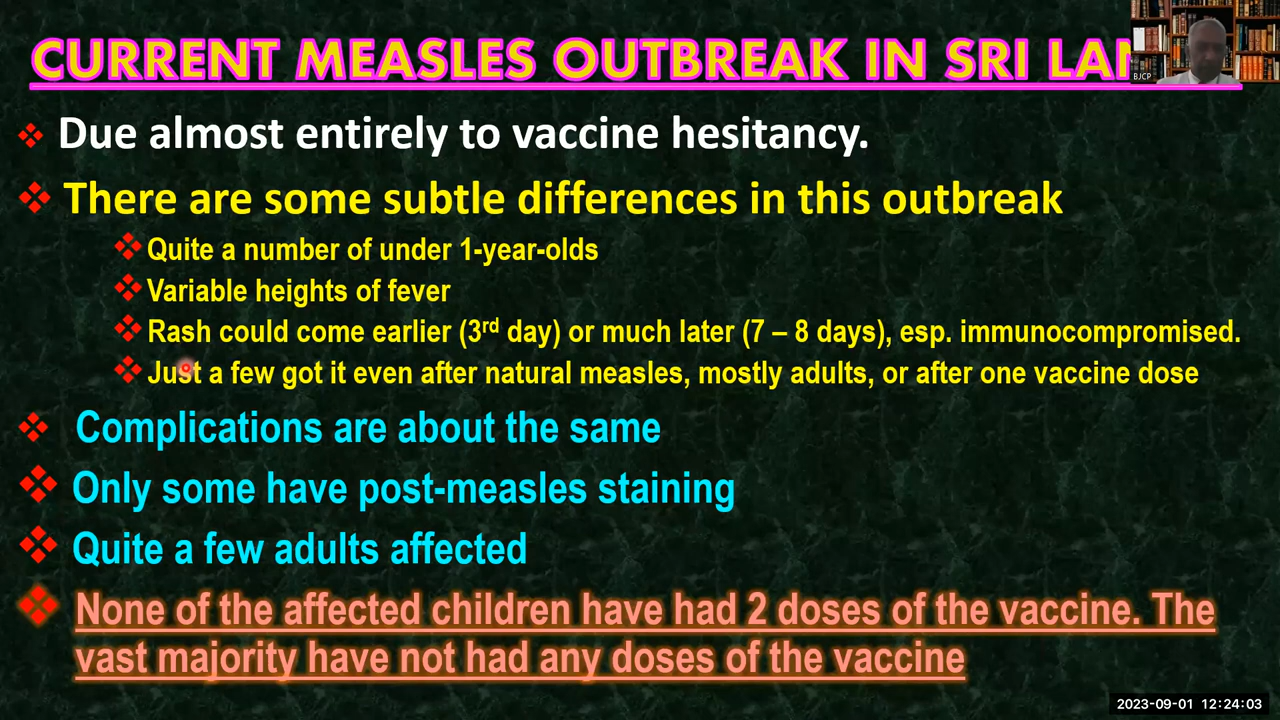 CURRENT MEASLES OUTBREAK IN SRI LAN
BJCP
❖ Due almost entirely to vaccine hesitancy.
❖ There are some subtle differences in this outbreak
❖ Quite a number of under 1-year-olds
❖ Variable heights of fever
❖ Rash could come earlier (3rd day) or much later (7 – 8 days), esp. immunocompromised.
❖ Just a few got it even after natural measles, mostly adults, or after one vaccine dose
❖ Complications are about the same
❖ Only some have post-measles staining
❖ Quite a few adults affected
❖ None of the affected children have had 2 doses of the vaccine. The
vast majority have not had any doses of the vaccine
2023-09-01 12:24:03